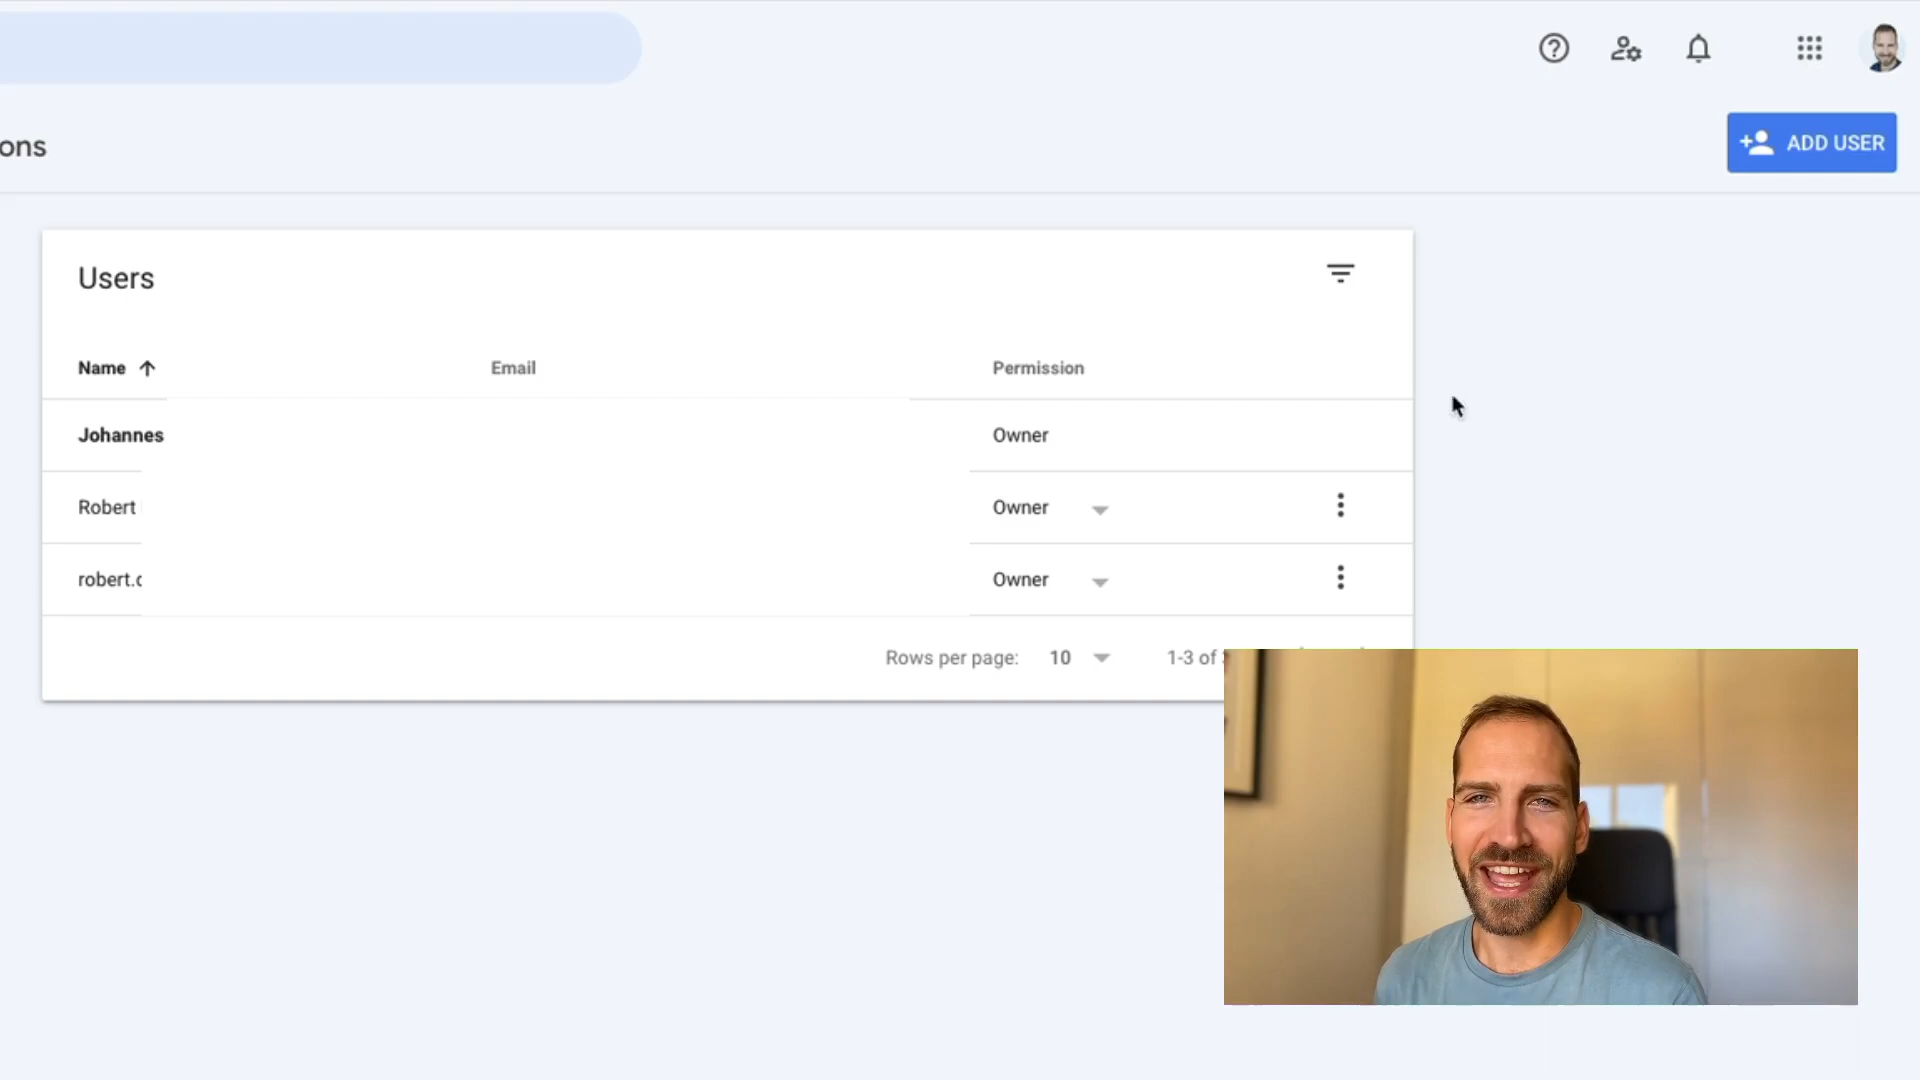 ons
ADD USER
Users
Name Email Permission
Johannes Owner
Robert Owner
robert.c Owner
Rows per page: 10 1-3 of